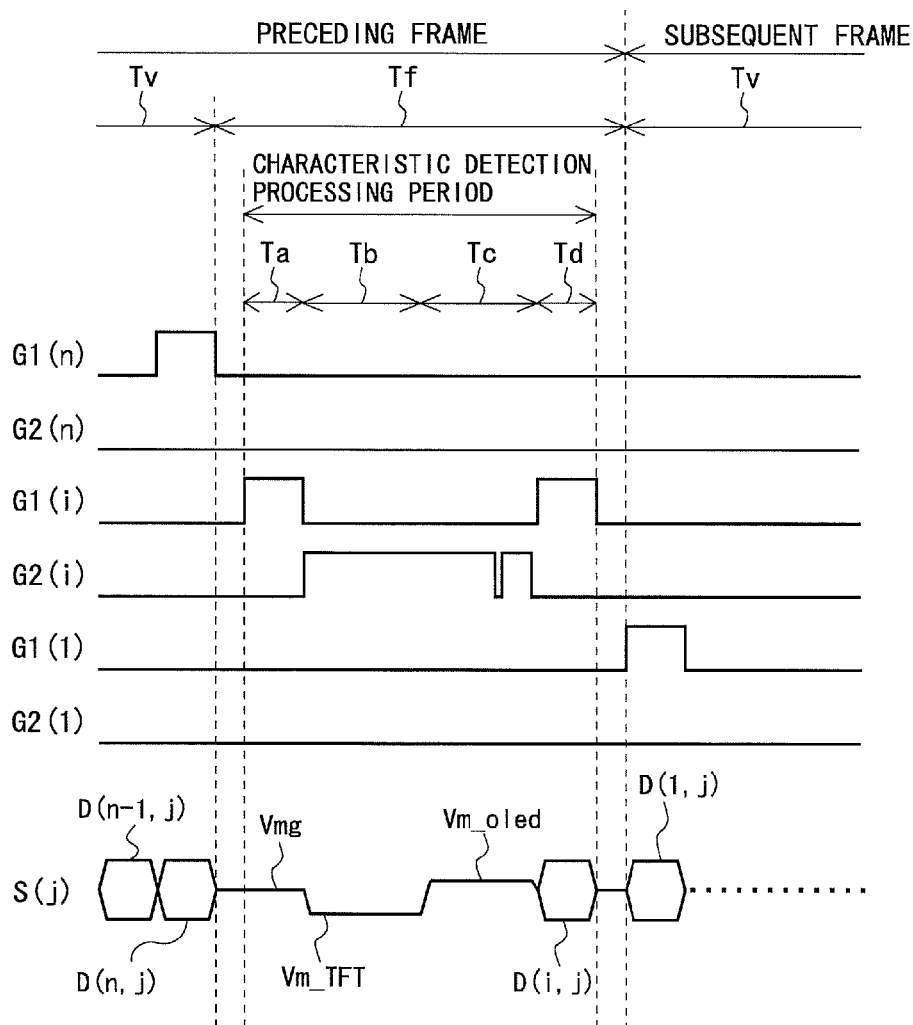 PRECEDING FRAME
SUBSEQUENT FRAME
Tv
Tf
Tv
CHARACTERISTIC DETECTION
PROCESSING PERIOD
Ta
Tb
Tc
Td
G1(n)
G2(n)
G1(i)
G2(i)
G1(1)
G2(1)
D(n-1, j)
Vmg
Vm_oled
D(1, j)
S(j)
D(n, j)
Vm_TFT
D(i, j)